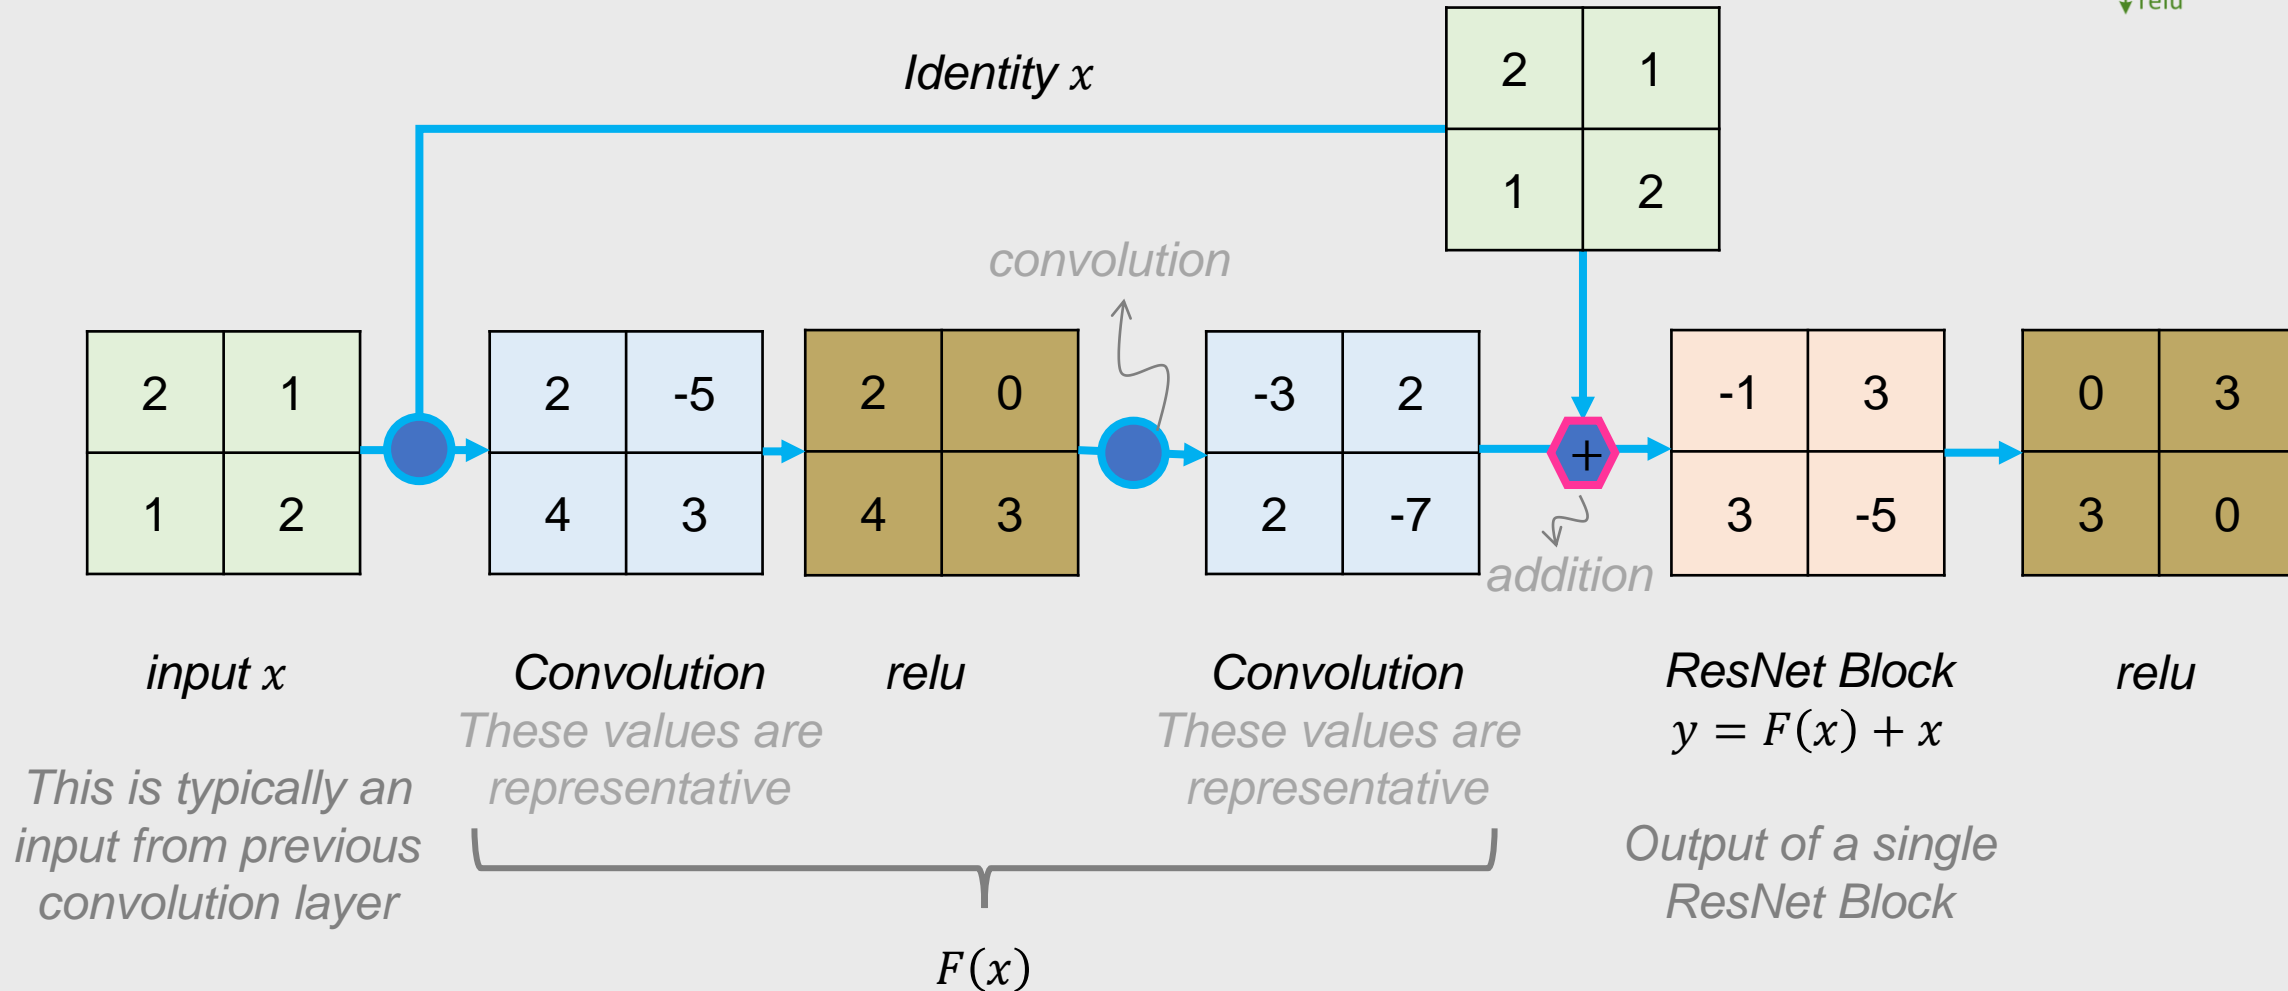 relu
Identity x
2 1
1 2
convolution
2 1
1 2
2 -5
4 3
2 0
4 3
-3 2
2 -7
+
addition
-1 3
3 -5
0 3
3 0
input x
Convolution
relu
Convolution
ResNet Block
relu
These values are
representative
These values are
representative
y = F(x) + x
This is typically an
input from previous
convolution layer
Output of a single
ResNet Block
F(x)